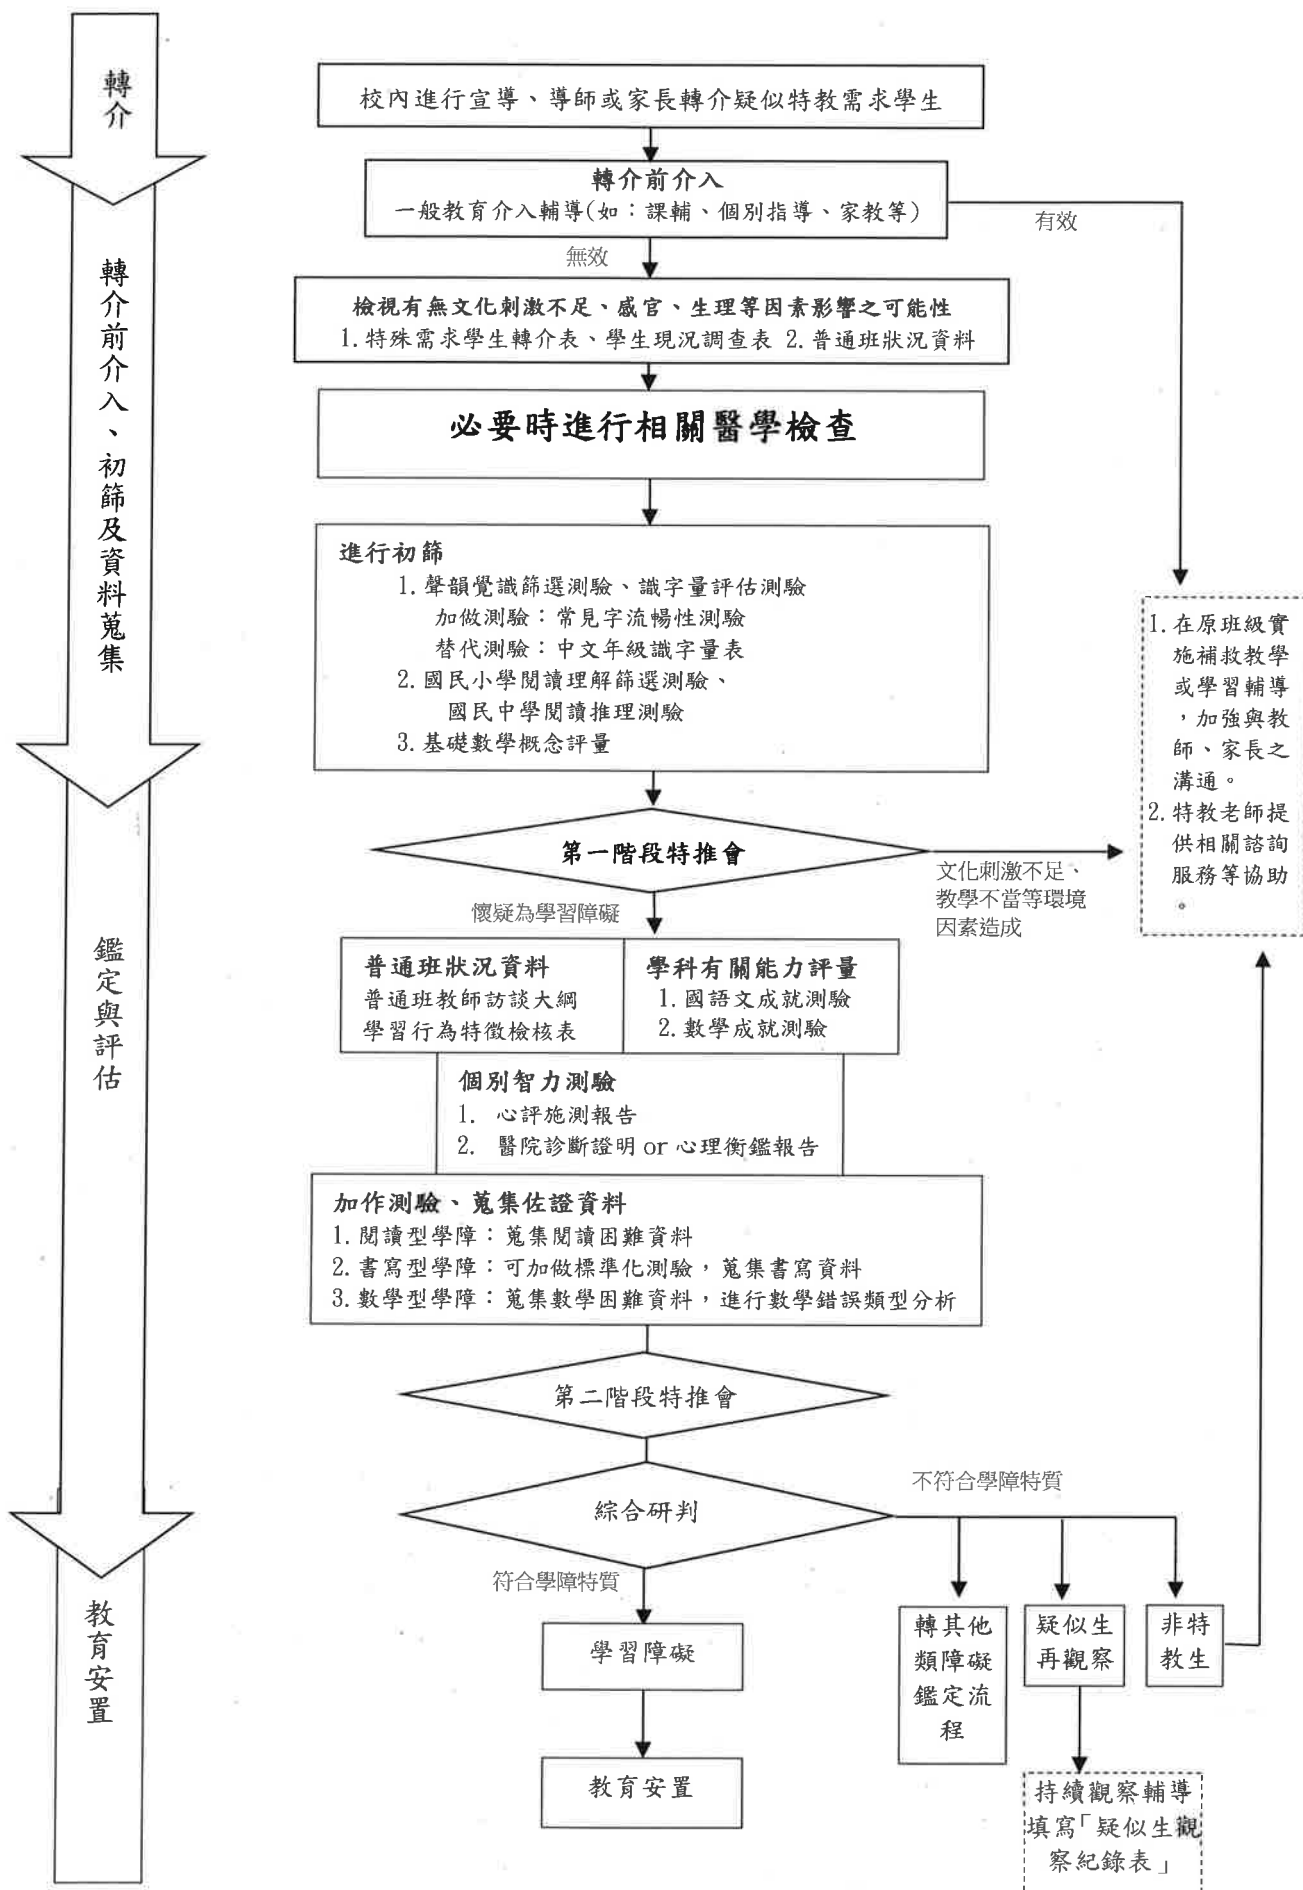 轉介
轉介前介入、初篩及資料蒐集
鑑定與評估
教育安置
校內進行宣導、導師或家長轉介疑似特教需求學生
轉介前介入
一般教育介入輔導(如：課輔、個別指導、家教等)
有效
無效
檢視有無文化刺激不足、感官、生理等因素影響之可能性
1.特殊需求學生轉介表、學生現況調查表 2.普通班狀況資料
必要時進行相關醫學檢查
進行初篩
1.聲韻覺識篩選測驗、識字量評估測驗
加做測驗：常見字流暢性測驗
替代測驗：中文年級識字量表
2.國民小學閱讀理解篩選測驗、
國民中學閱讀推理測驗
3.基礎數學概念評量
1.在原班級實
施補救教學
或學習輔導
，加強與教
師、家長之
溝通。
2.特教老師提
供相關諮詢
服務等協助
。
第一階段特推會
文化刺激不足、
教學不當等環境
因素造成
懷疑為學習障礙
普通班狀況資料
普通班教師訪談大綱
學習行為特徵檢核表
學科有關能力評量
1.國語文成就測驗
2.數學成就測驗
個別智力測驗
1. 心評施測報告
2. 醫院診斷證明 or 心理衡鑑報告
加作測驗、蒐集佐證資料
1.閱讀型學障：蒐集閱讀困難資料
2.書寫型學障：可加做標準化測驗，蒐集書寫資料
3.數學型學障：蒐集數學困難資料，進行數學錯誤類型分析
第二階段特推會
綜合研判
不符合學障特質
符合學障特質
學習障礙
教育安置
轉其他
類障礙
鑑定流
程
疑似生
再觀察
非特
教生
持續觀察輔導
填寫「疑似生觀
察紀錄表」